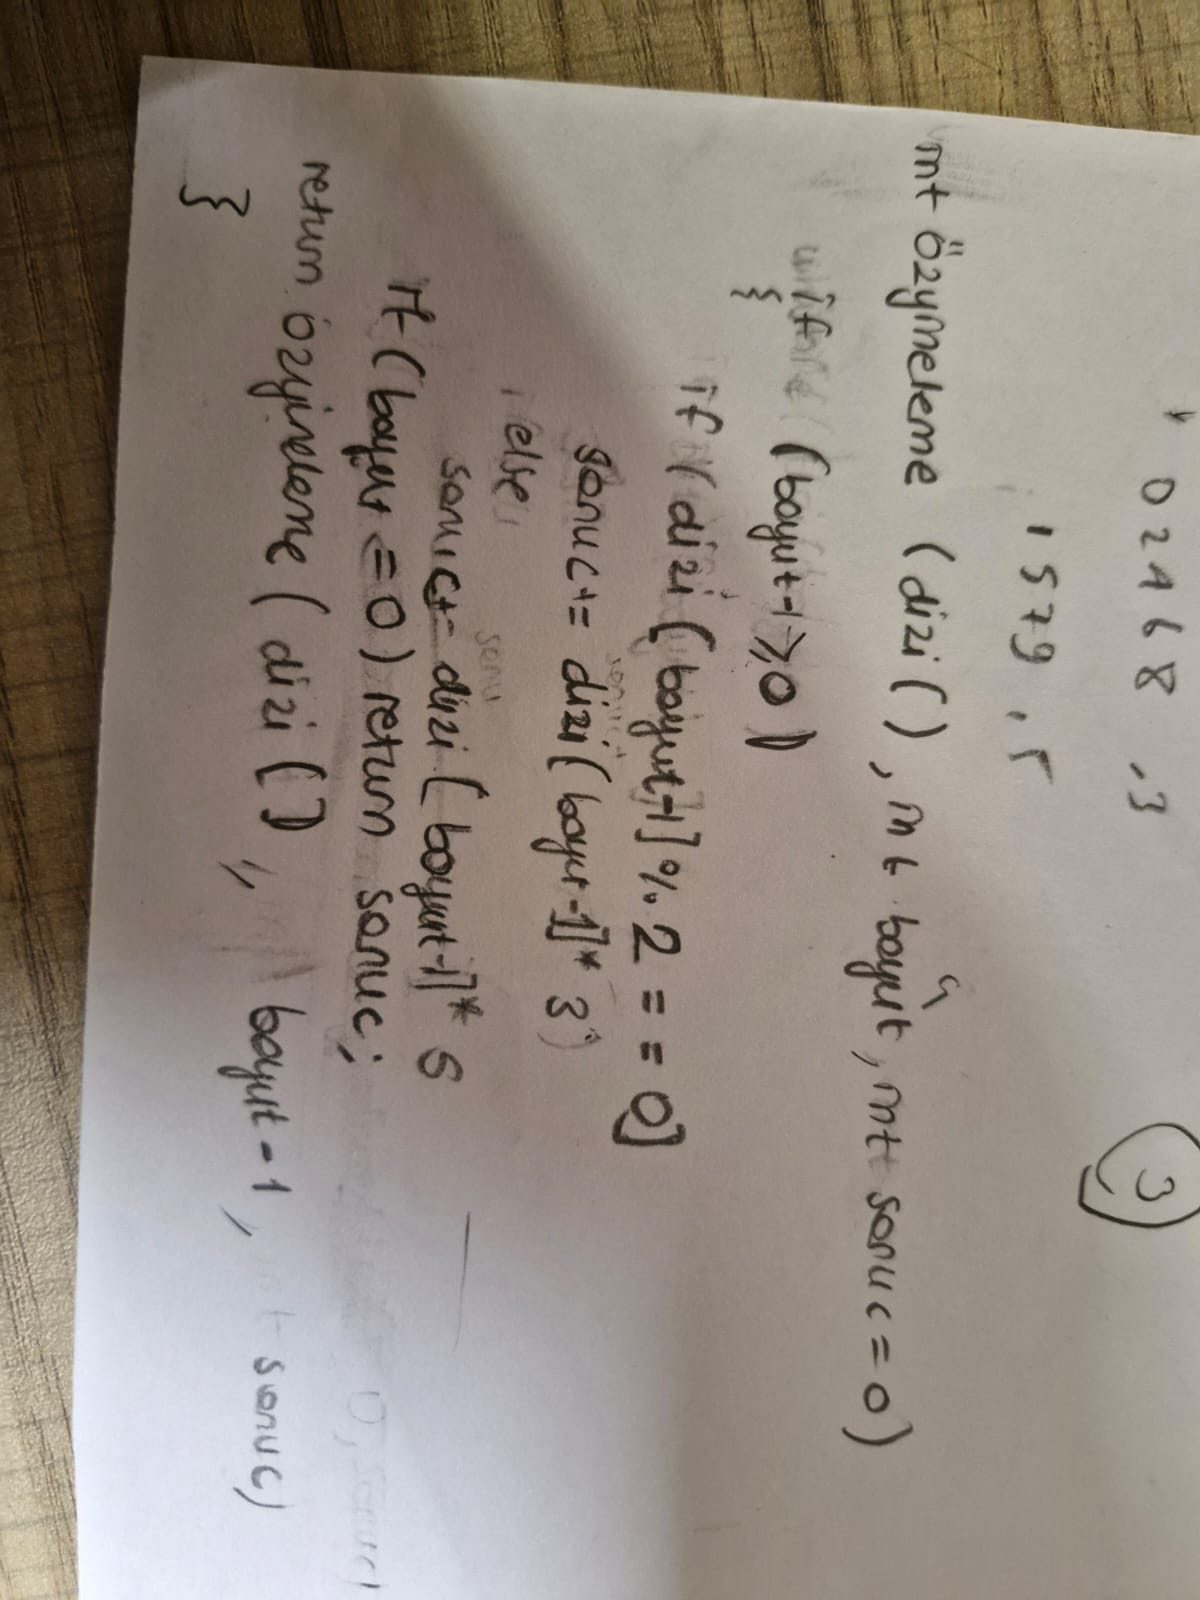 0 2 4 6 8 .3
3
1 5 7 9 . 5
int özyineleme (dizi [], int boyut, int sonuc = 0)
if (boyut-1 ≥ 0)
{
if (dizi [boyut-1] % 2 == 0)
sonuc += dizi [boyut-1] * 3;
else
sonuc += dizi [boyut-1] * 5
if (boyut == 0) return sonuc;
return özyineleme (dizi [], boyut-1, sonuc)
}